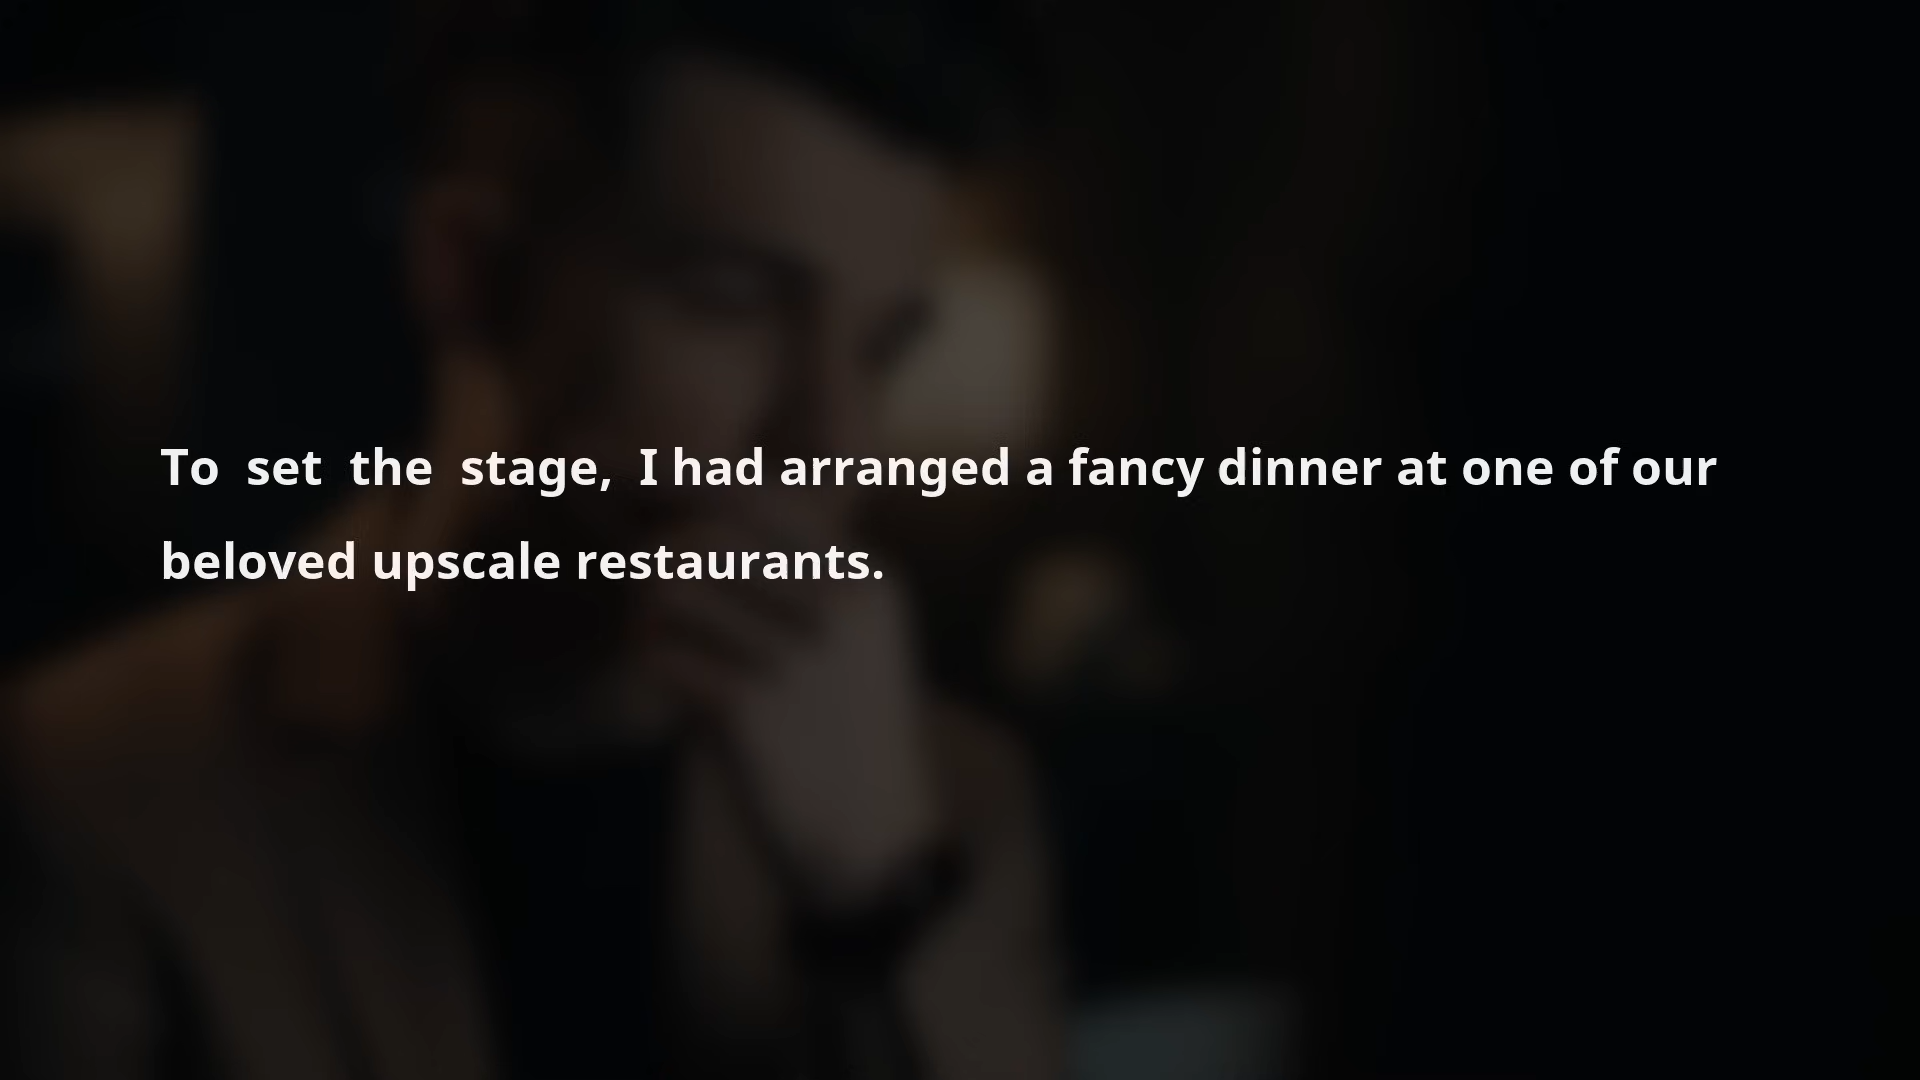 To set the stage, I had arranged a fancy dinner at one of our
beloved upscale restaurants.